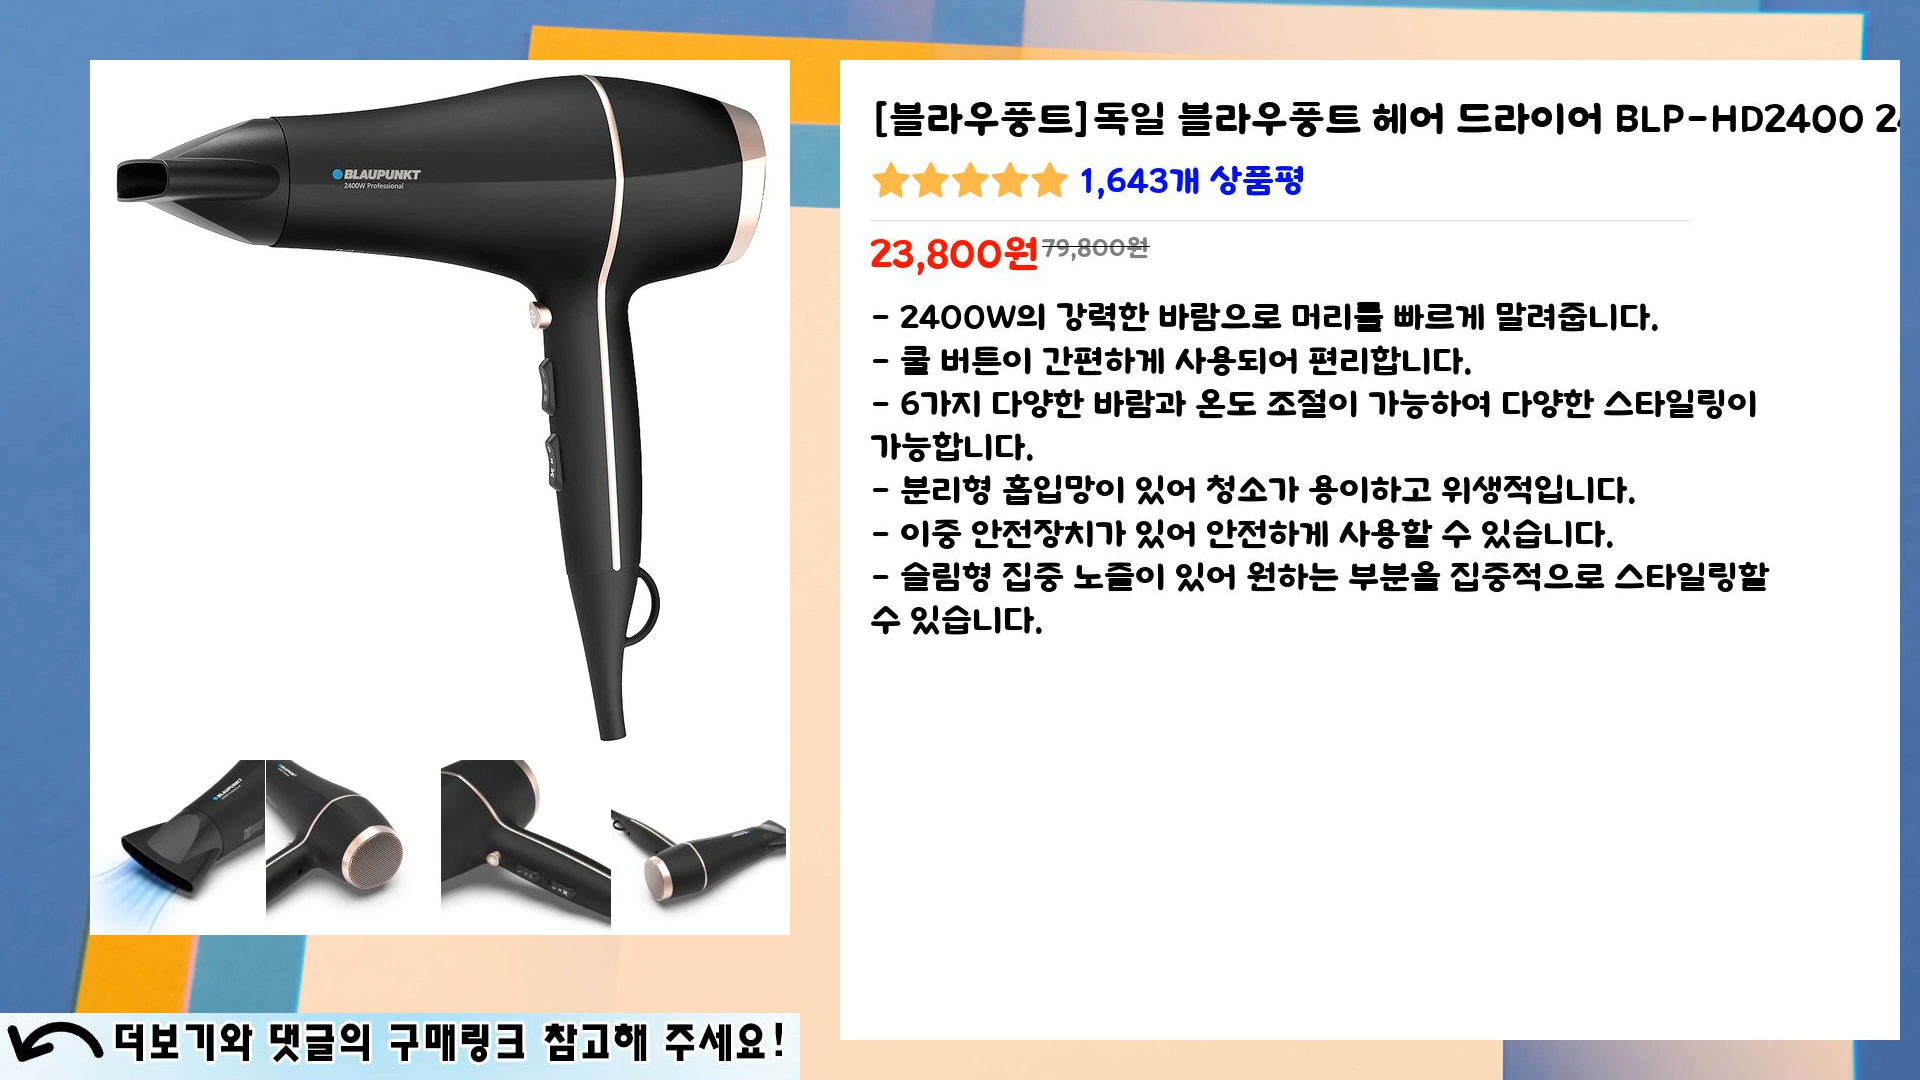 BLAUPUNKT
2400W Professional
[블라우풍트]독일 블라우풍트 헤어 드라이어 BLP-HD2400
1,643개 상품평
23,800원 79,800원
- 2400W의 강력한 바람으로 머리를 빠르게 말려줍니다.
- 쿨 버튼이 간편하게 사용되어 편리합니다.
- 6가지 다양한 바람과 온도 조절이 가능하여 다양한 스타일링이
가능합니다.
- 분리형 흡입망이 있어 청소가 용이하고 위생적입니다.
- 이중 안전장치가 있어 안전하게 사용할 수 있습니다.
- 슬림형 집중 노즐이 있어 원하는 부분을 집중적으로 스타일링할
수 있습니다.
BLAUPUNKT
더보기와 댓글의 구매링크 참고해 주세요!